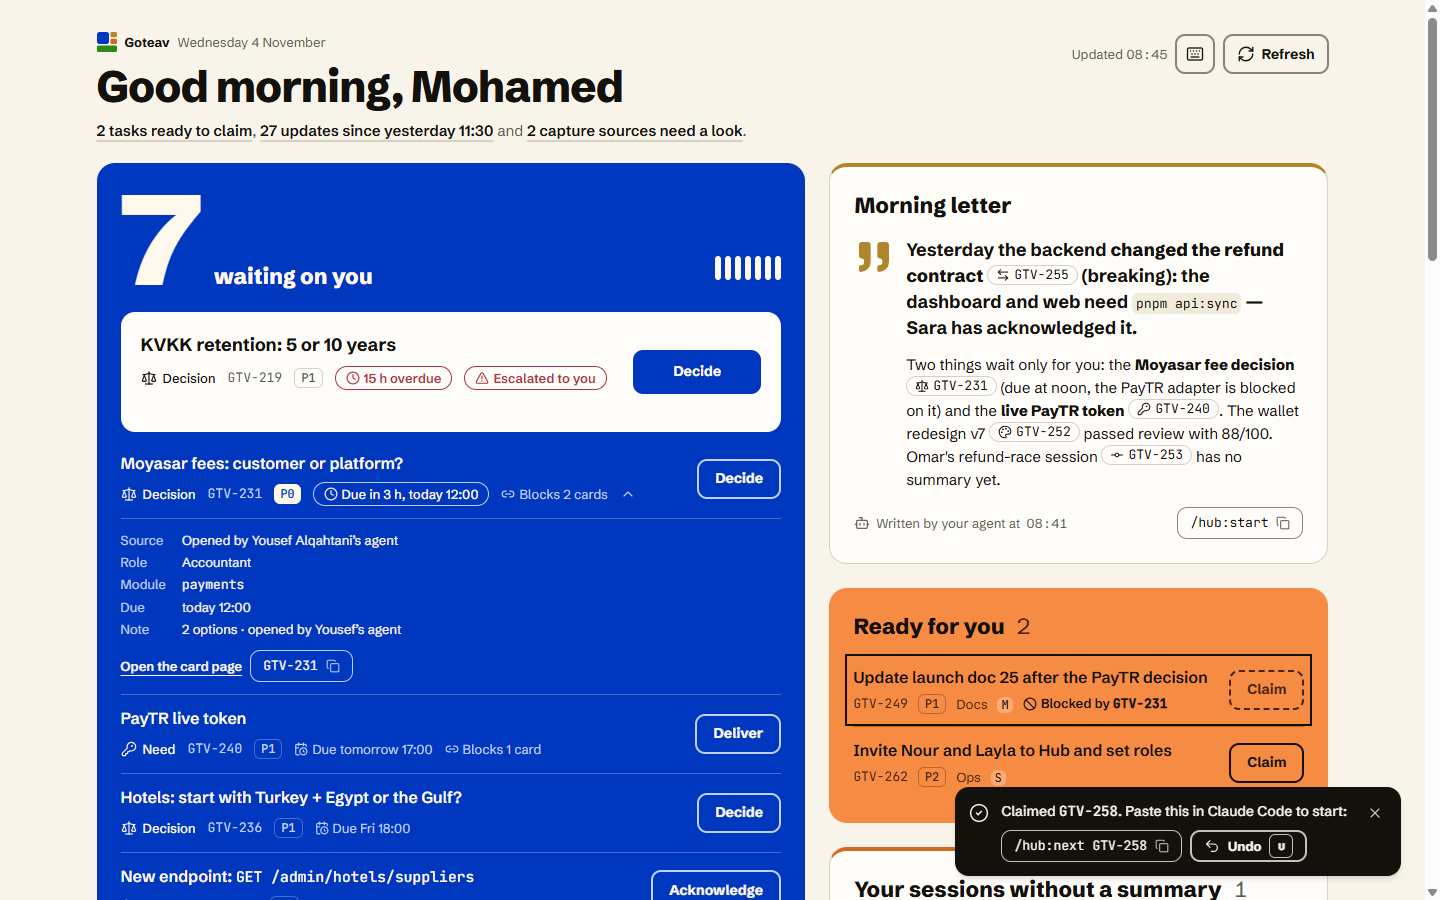 Goteav Wednesday 4 November
Good morning, Mohamed
2 tasks ready to claim, 27 updates since yesterday 11:30 and 2 capture sources need a look.
Updated 08:45
Refresh
7 waiting on you
KVKK retention: 5 or 10 years
Decision GTV-219 P1 15 h overdue Escalated to you
Decide
Moyasar fees: customer or platform?
Decision GTV-231 P0 Due in 3 h, today 12:00 Blocks 2 cards
Decide
Source Opened by Yousef Alqahtani's agent
Role Accountant
Module payments
Due today 12:00
Note 2 options · opened by Yousef's agent
Open the card page GTV-231
PayTR live token
Need GTV-240 P1 Due tomorrow 17:00 Blocks 1 card
Deliver
Hotels: start with Turkey + Egypt or the Gulf?
Decision GTV-236 P1 Due Fri 18:00
Decide
New endpoint: GET /admin/hotels/suppliers
Acknowledge
Morning letter
Yesterday the backend changed the refund
contract GTV-255 (breaking): the
dashboard and web need pnpm api:sync —
Sara has acknowledged it.
Two things wait only for you: the Moyasar fee decision
GTV-231 (due at noon, the PayTR adapter is blocked
on it) and the live PayTR token GTV-240. The wallet
redesign v7 GTV-252 passed review with 88/100.
Omar's refund-race session GTV-253 has no
summary yet.
Written by your agent at 08:41
/hub:start
Ready for you 2
Update launch doc 25 after the PayTR decision
GTV-249 P1 Docs M Blocked by GTV-231
Claim
Invite Nour and Layla to Hub and set roles
GTV-262 P2 Ops S
Claim
Claimed GTV-258. Paste this in Claude Code to start:
/hub:next GTV-258
Undo U
Your sessions without a summary 1